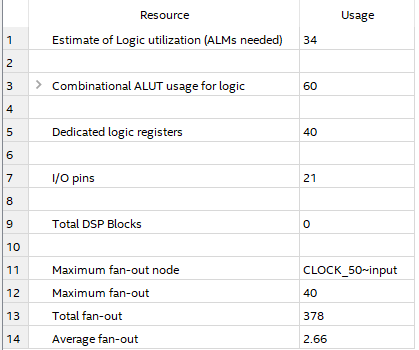 Resource Usage
1 Estimate of Logic utilization (ALMs needed) 34
2
3 > Combinational ALUT usage for logic 60
4
5 Dedicated logic registers 40
6
7 I/O pins 21
8
9 Total DSP Blocks 0
10
11 Maximum fan-out node CLOCK_50~input
12 Maximum fan-out 40
13 Total fan-out 378
14 Average fan-out 2.66